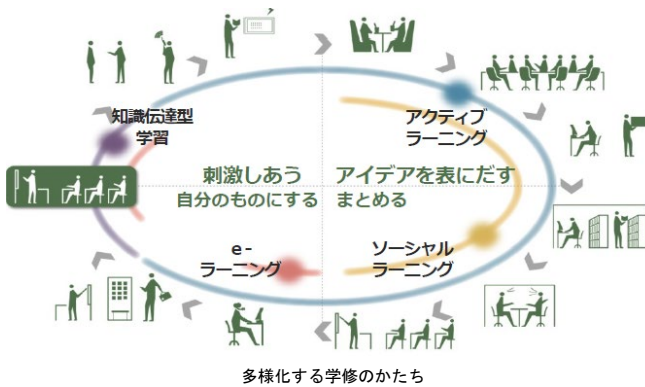 知識伝達型
学習
アクティブ
ラーニング
刺激しあう
自分のものにする
アイデアを表にだす
まとめる
e-
ラーニング
ソーシャル
ラーニング
多様化する学修のかたち